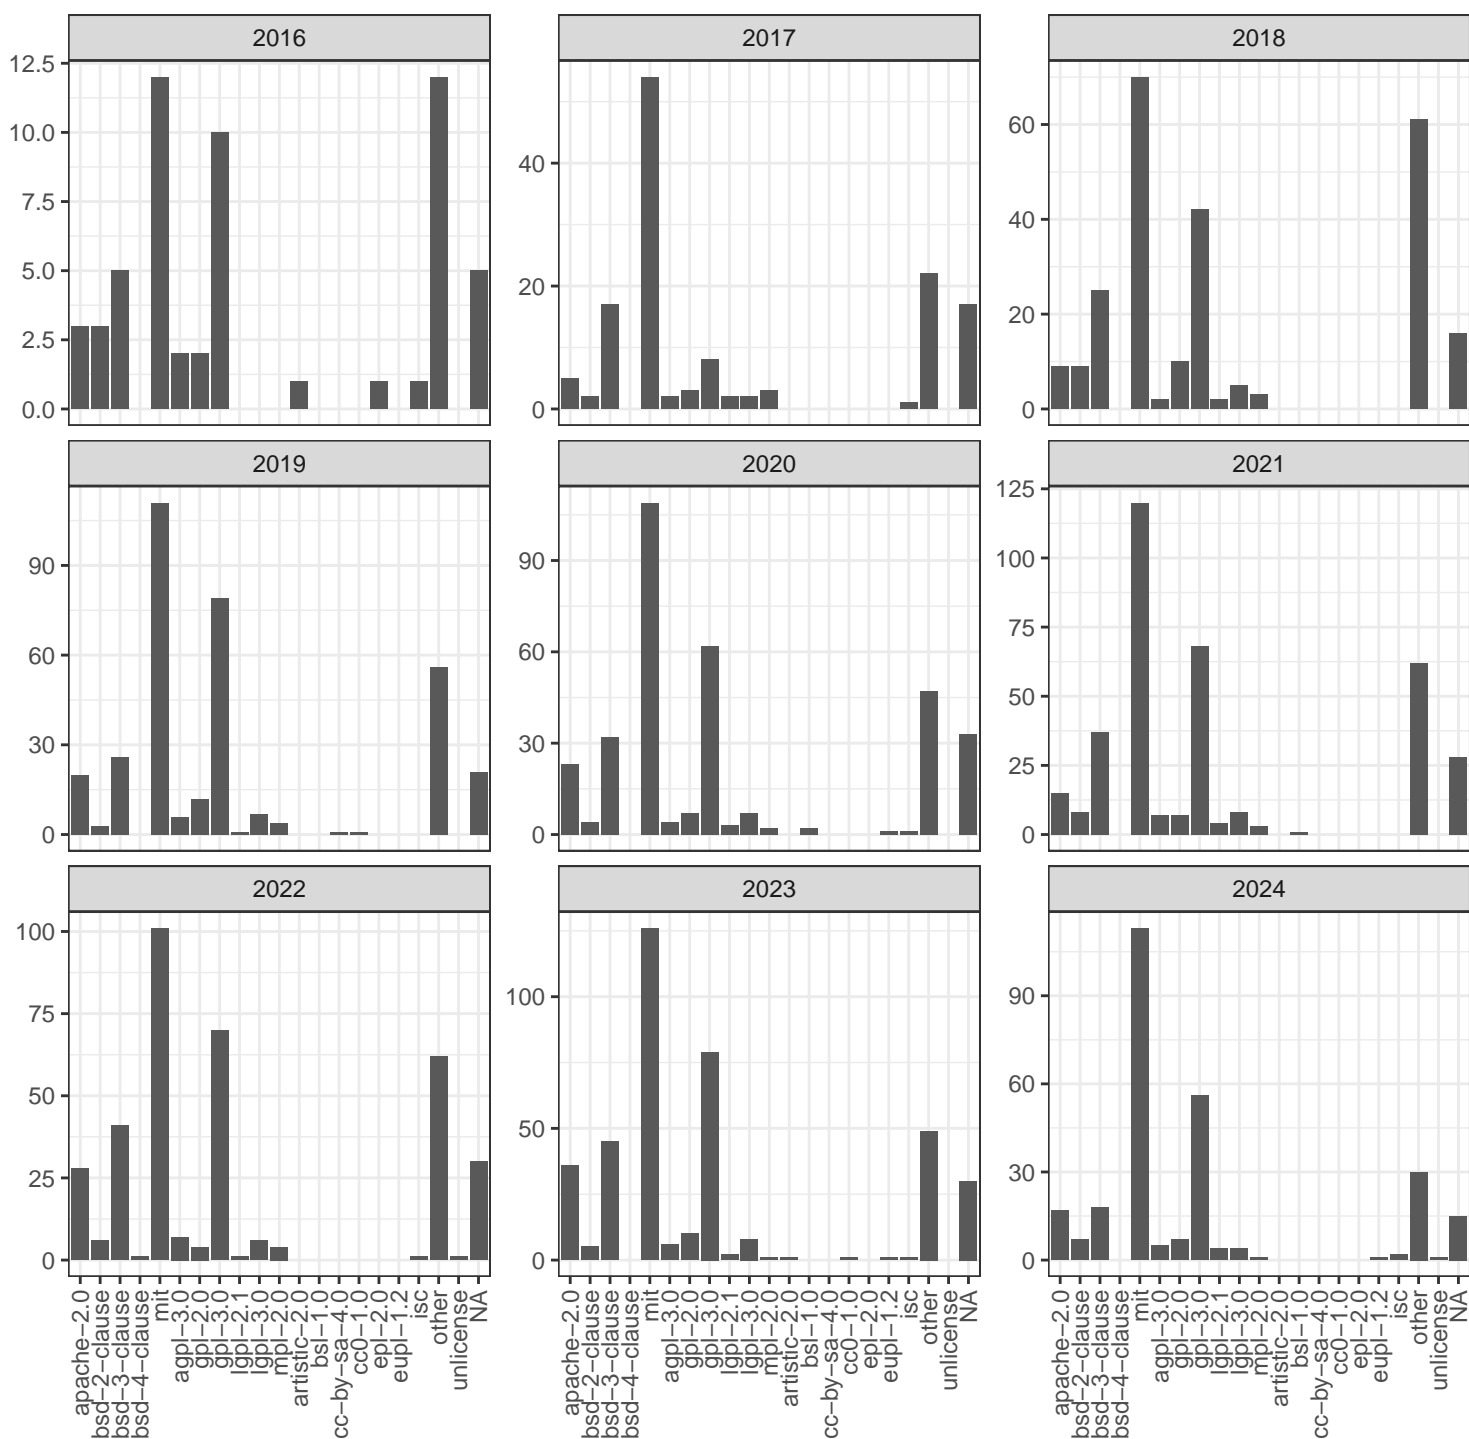 2016
2017
2018
12.5
10.0
7.5
5.0
2.5
0.0
40
20
0
60
40
20
0
2019
2020
2021
90
60
30
0
90
60
30
0
125
100
75
50
25
0
2022
2023
2024
100
75
50
25
0
100
50
0
90
60
30
0
apache-2.0
bsd-2-clause
bsd-3-clause
bsd-4-clause
mit
agpl-3.0
gpl-2.0
gpl-3.0
lgpl-2.1
lgpl-3.0
mpl-2.0
artistic-2.0
bsl-1.0
cc-by-sa-4.0
cc0-1.0
epl-2.0
eupl-1.2
isc
other
unlicense
NA
apache-2.0
bsd-2-clause
bsd-3-clause
bsd-4-clause
mit
agpl-3.0
gpl-2.0
gpl-3.0
lgpl-2.1
lgpl-3.0
mpl-2.0
artistic-2.0
bsl-1.0
cc-by-sa-4.0
cc0-1.0
epl-2.0
eupl-1.2
isc
other
unlicense
NA
apache-2.0
bsd-2-clause
bsd-3-clause
bsd-4-clause
mit
agpl-3.0
gpl-2.0
gpl-3.0
lgpl-2.1
lgpl-3.0
mpl-2.0
artistic-2.0
bsl-1.0
cc-by-sa-4.0
cc0-1.0
epl-2.0
eupl-1.2
isc
other
unlicense
NA